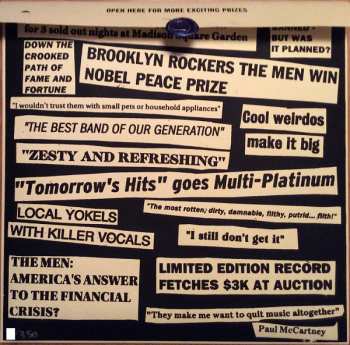 OPEN HERE FOR MORE EXCITING PRIZES
for 3 sold out nights at Madison Square Garden
BUT WAS
IT PLANNED?
DOWN THE
CROOKED
PATH OF
FAME AND
FORTUNE
BROOKLYN ROCKERS THE MEN WIN
NOBEL PEACE PRIZE
"I wouldn't trust them with small pets or household appliances"
"THE BEST BAND OF OUR GENERATION"
Cool weirdos
make it big
"ZESTY AND REFRESHING"
"Tomorrow's Hits" goes Multi-Platinum
LOCAL YOKELS
WITH KILLER VOCALS
"The most rotten; dirty, damnable, filthy, putrid... filth!"
"I still don't get it"
THE MEN:
AMERICA'S ANSWER
TO THE FINANCIAL
CRISIS?
LIMITED EDITION RECORD
FETCHES $3K AT AUCTION
"They make me want to quit music altogether"
Paul McCartney
350